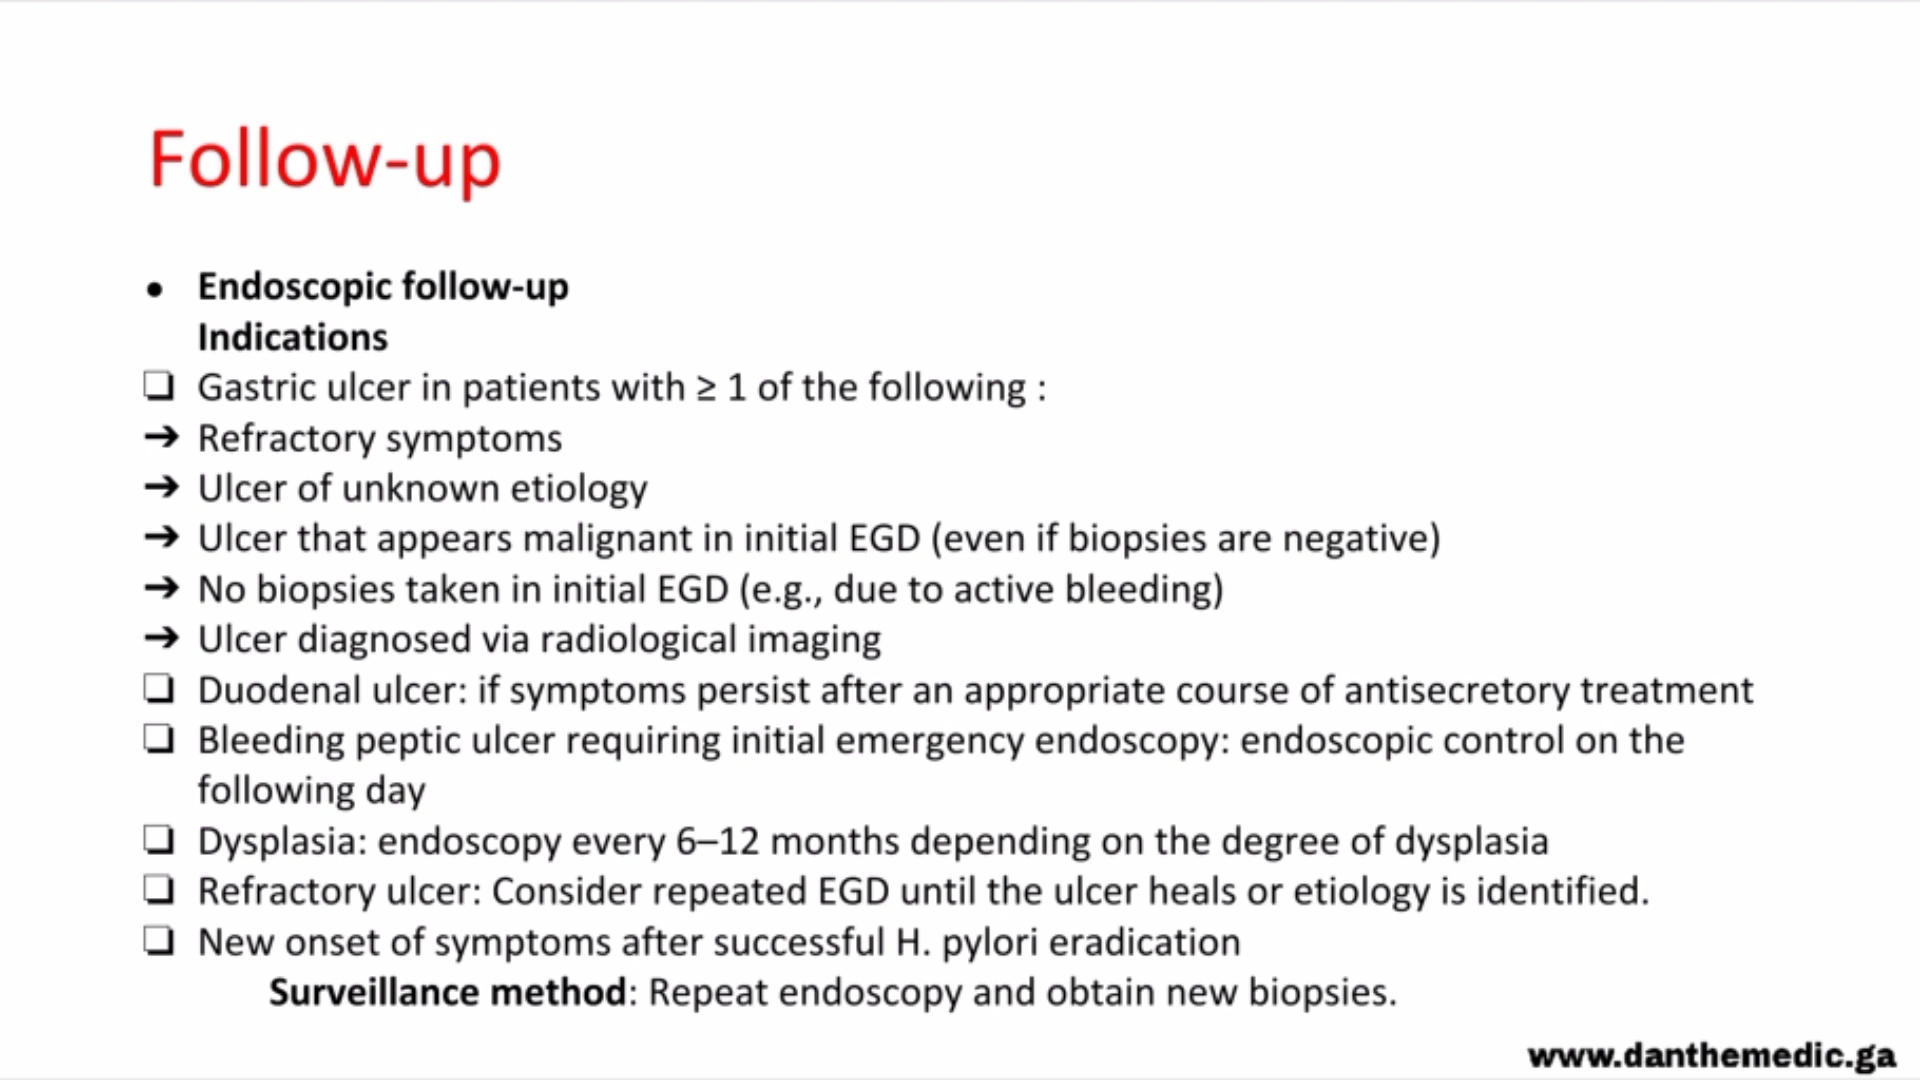 Follow-up
● Endoscopic follow-up
Indications
❏ Gastric ulcer in patients with ≥ 1 of the following :
➔ Refractory symptoms
➔ Ulcer of unknown etiology
➔ Ulcer that appears malignant in initial EGD (even if biopsies are negative)
➔ No biopsies taken in initial EGD (e.g., due to active bleeding)
➔ Ulcer diagnosed via radiological imaging
❏ Duodenal ulcer: if symptoms persist after an appropriate course of antisecretory treatment
❏ Bleeding peptic ulcer requiring initial emergency endoscopy: endoscopic control on the
following day
❏ Dysplasia: endoscopy every 6–12 months depending on the degree of dysplasia
❏ Refractory ulcer: Consider repeated EGD until the ulcer heals or etiology is identified.
❏ New onset of symptoms after successful H. pylori eradication
Surveillance method: Repeat endoscopy and obtain new biopsies.
www.danthemedic.ga